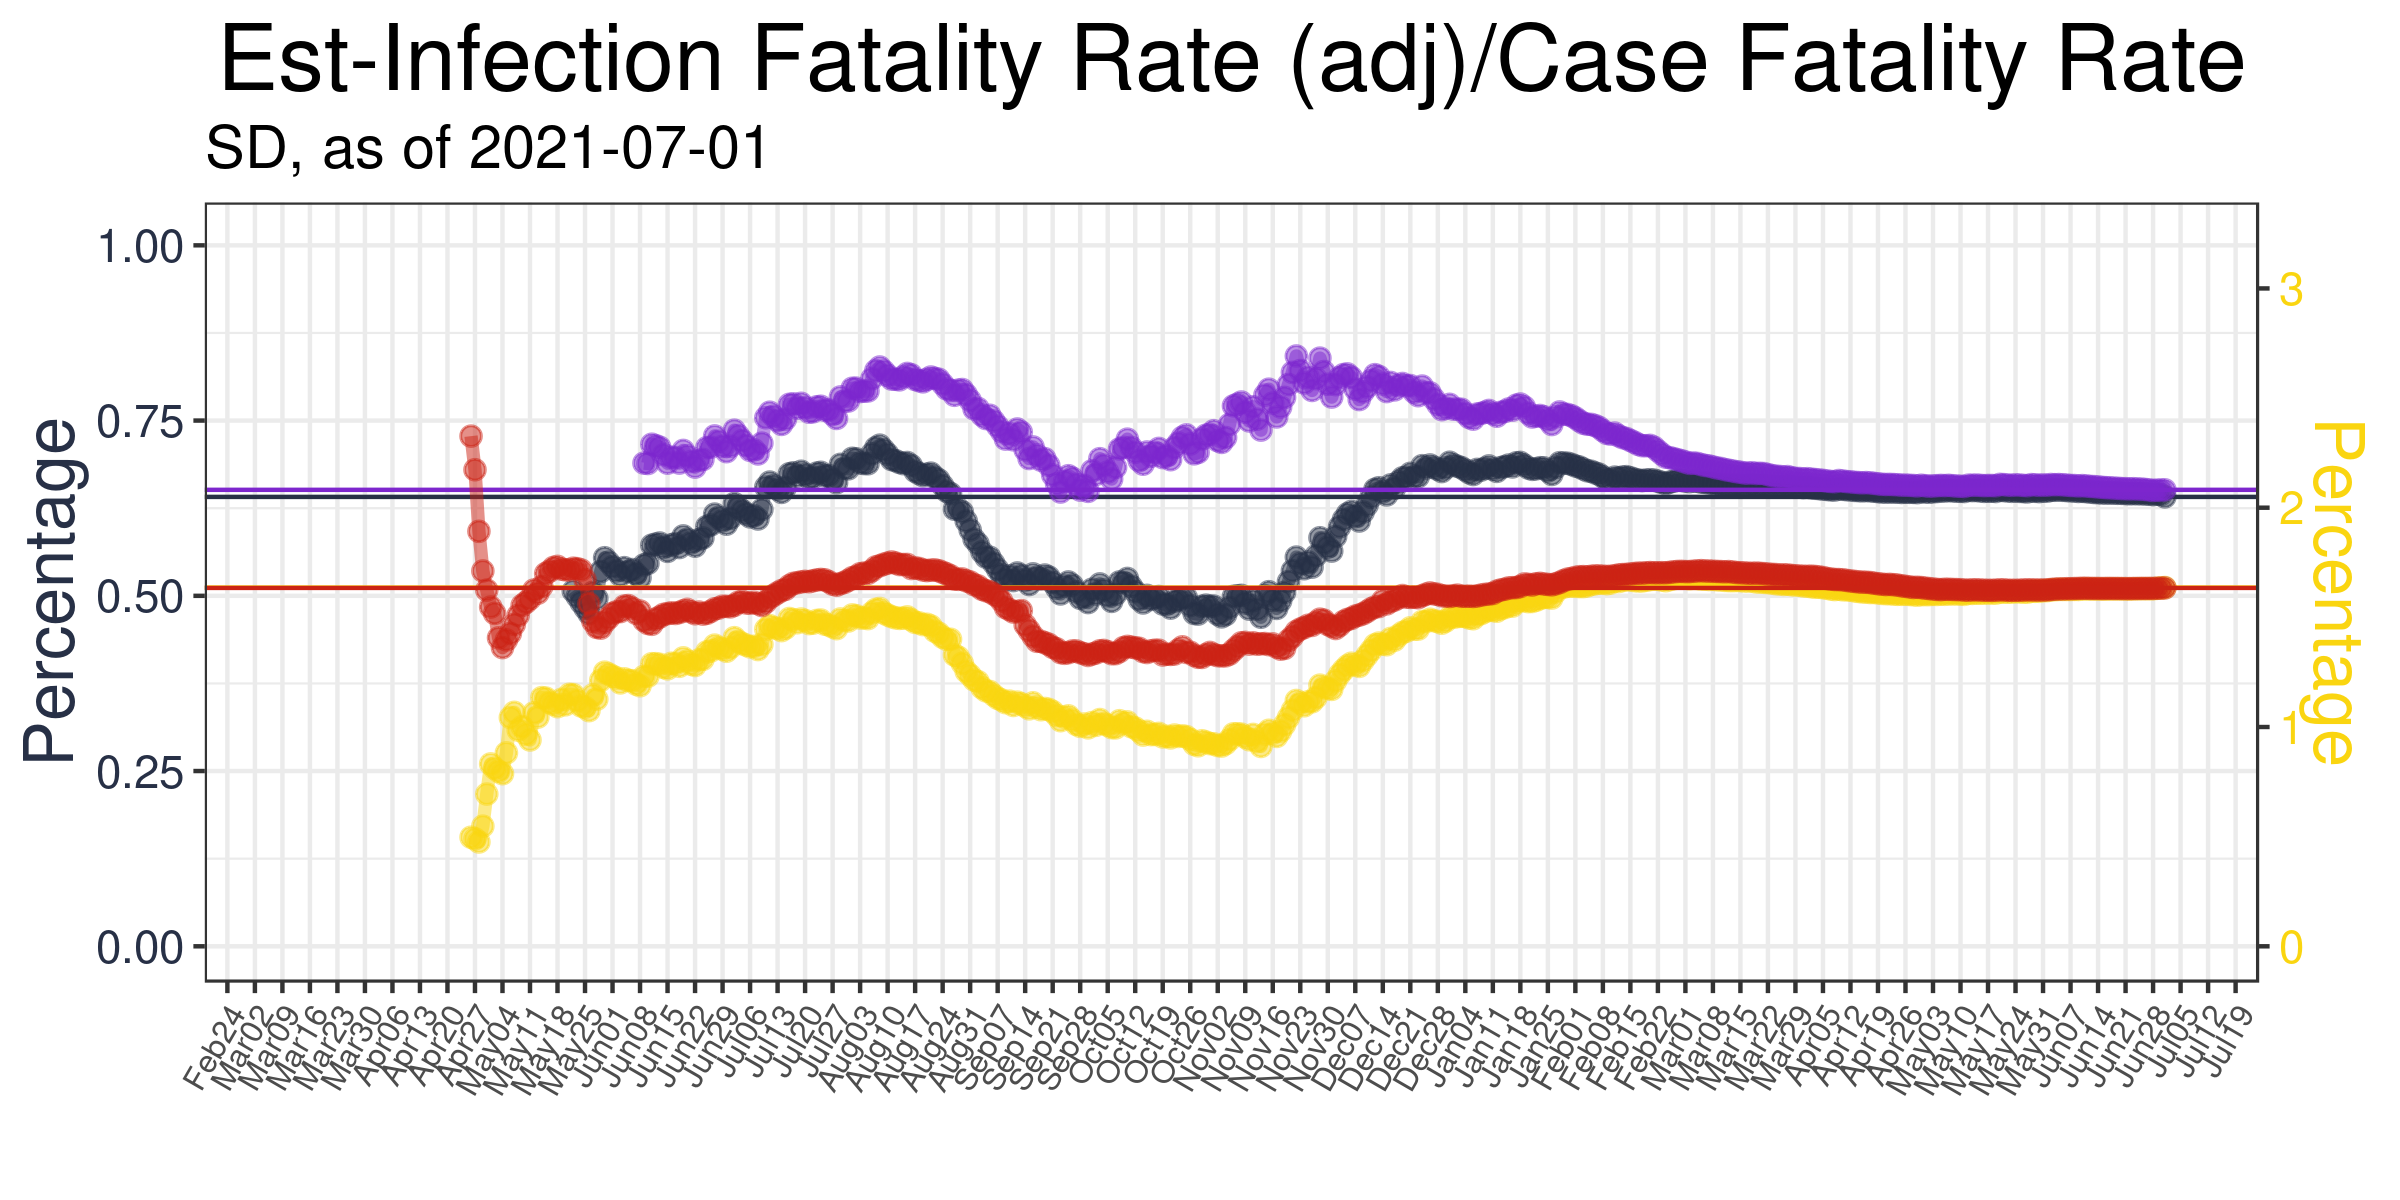 Est-Infection Fatality Rate (adj)/Case Fatality Rate
SD, as of 2021-07-01
Percentage
1.00
0.75
0.50
0.25
0.00
3
2
1
0
Percentage
Feb24
Mar02
Mar09
Mar16
Mar23
Mar30
Apr06
Apr13
Apr20
Apr27
May04
May11
May18
May25
Jun01
Jun08
Jun15
Jun22
Jun29
Jul06
Jul13
Jul20
Jul27
Aug03
Aug10
Aug17
Aug24
Aug31
Sep07
Sep14
Sep21
Sep28
Oct05
Oct12
Oct19
Oct26
Nov02
Nov09
Nov16
Nov23
Nov30
Dec07
Dec14
Dec21
Dec28
Jan04
Jan11
Jan18
Jan25
Feb01
Feb08
Feb15
Feb22
Mar01
Mar08
Mar15
Mar22
Mar29
Apr05
Apr12
Apr19
Apr26
May03
May10
May17
May24
May31
Jun07
Jun14
Jun21
Jun28
Jul05
Jul12
Jul19